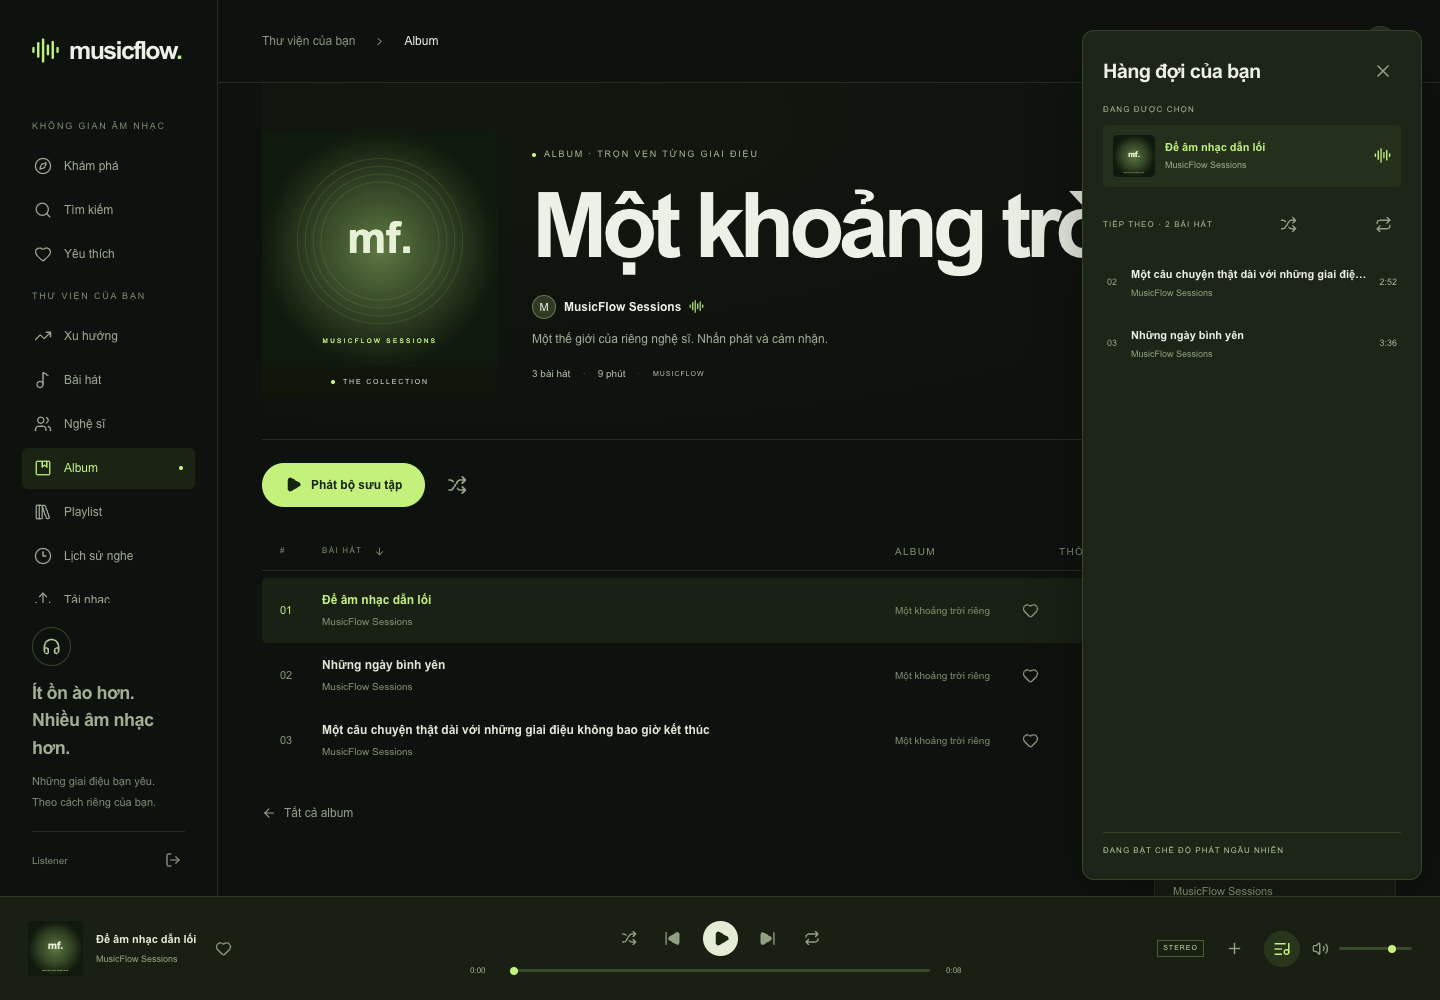 musicflow.
KHÔNG GIAN ÂM NHẠC
Khám phá
Tìm kiếm
Yêu thích
THƯ VIỆN CỦA BẠN
Xu hướng
Bài hát
Nghệ sĩ
Album
Playlist
Lịch sử nghe
Tải nhạc
Ít ồn ào hơn.
Nhiều âm nhạc
hơn.
Những giai điệu bạn yêu.
Theo cách riêng của bạn.
Listener
Thư viện của bạn
Album
mf.
MUSICFLOW SESSIONS
THE COLLECTION
ALBUM · TRỌN VẸN TỪNG GIAI ĐIỆU
Một khoảng trờ
M MusicFlow Sessions
Một thế giới của riêng nghệ sĩ. Nhấn phát và cảm nhận.
3 bài hát · 9 phút · MUSICFLOW
Phát bộ sưu tập
# BÀI HÁT ALBUM THỜ
01 Để âm nhạc dẫn lối Một khoảng trời riêng
MusicFlow Sessions
02 Những ngày bình yên Một khoảng trời riêng
MusicFlow Sessions
03 Một câu chuyện thật dài với những giai điệu không bao giờ kết thúc Một khoảng trời riêng
MusicFlow Sessions
Tất cả album
Hàng đợi của bạn
ĐANG ĐƯỢC CHỌN
mf.
Để âm nhạc dẫn lối
MusicFlow Sessions
TIẾP THEO · 2 BÀI HÁT
02 Một câu chuyện thật dài với những giai điệ... 2:52
MusicFlow Sessions
03 Những ngày bình yên 3:36
MusicFlow Sessions
ĐANG BẬT CHẾ ĐỘ PHÁT NGẪU NHIÊN
MusicFlow Sessions
mf.
Để âm nhạc dẫn lối
MusicFlow Sessions
0:00
0:08
STEREO